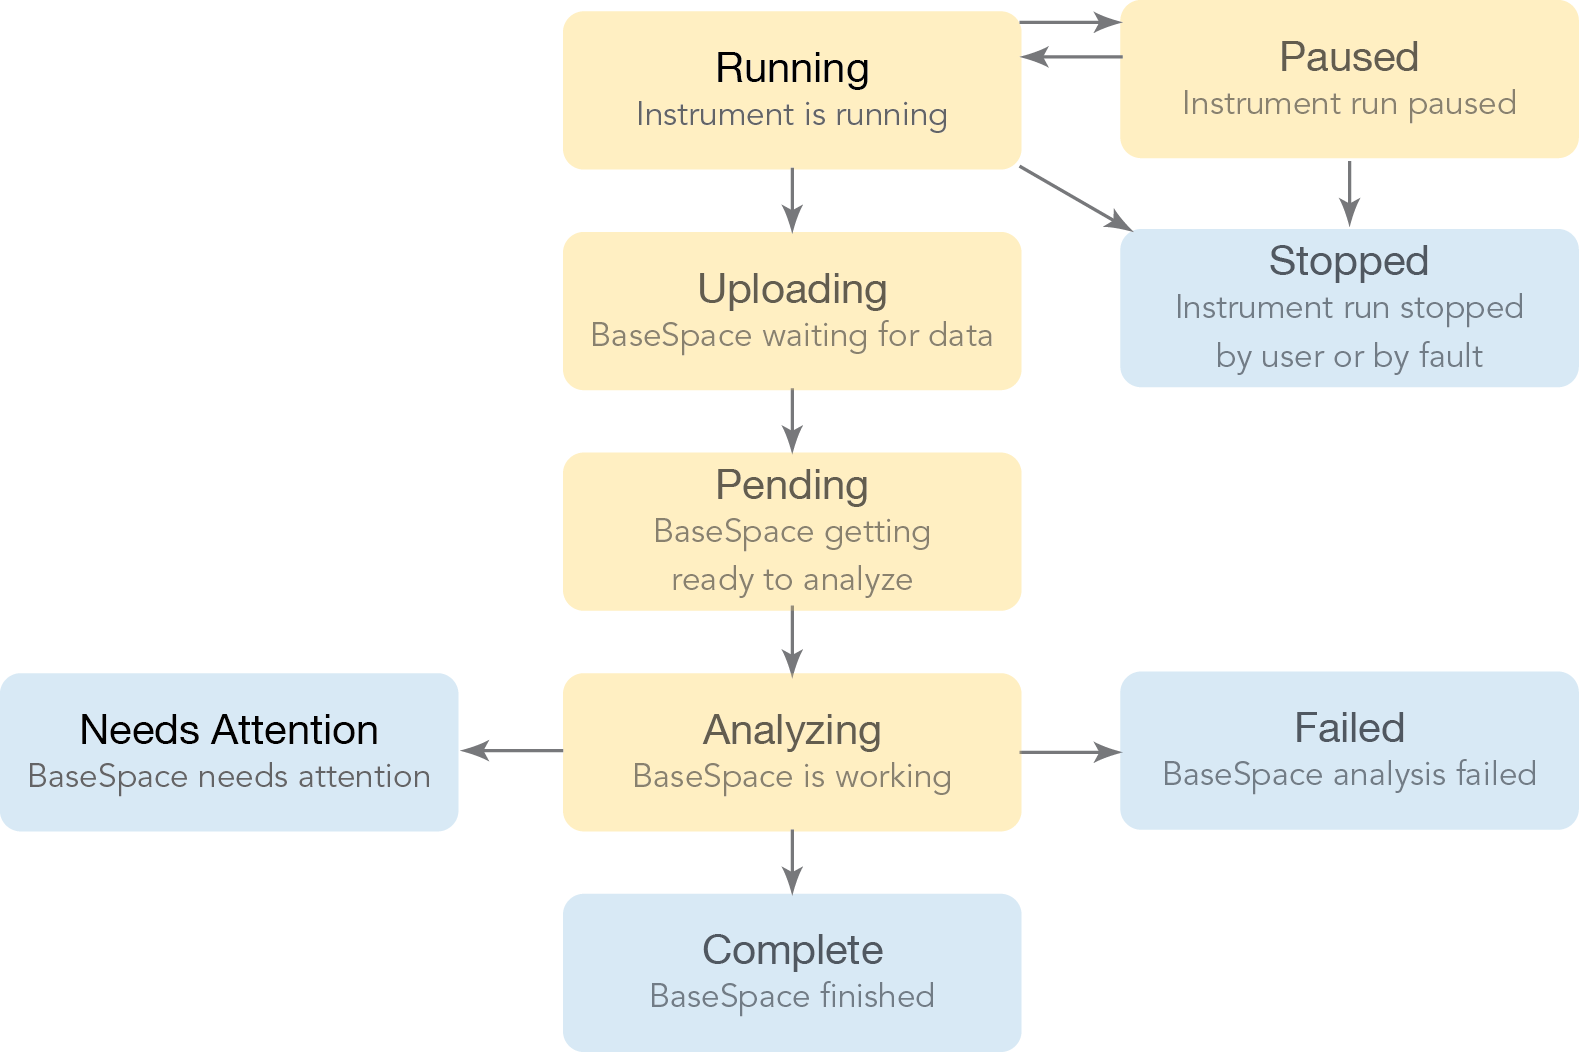 Running
Instrument is running
Paused
Instrument run paused
Uploading
BaseSpace waiting for data
Stopped
Instrument run stopped
by user or by fault
Pending
BaseSpace getting
ready to analyze
Needs Attention
BaseSpace needs attention
Analyzing
BaseSpace is working
Failed
BaseSpace analysis failed
Complete
BaseSpace finished